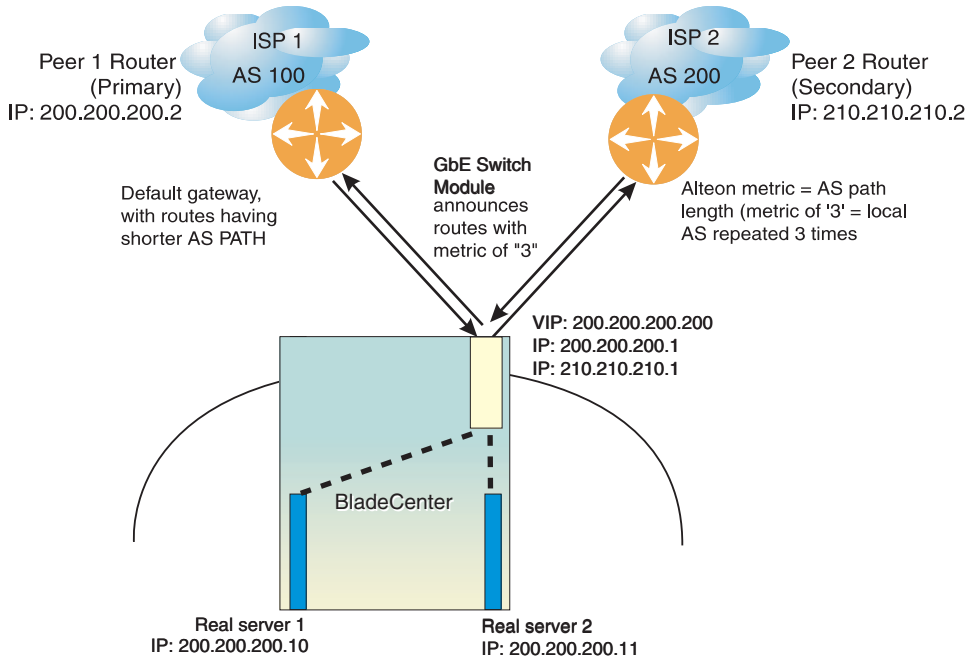 ISP 1
AS 100
Peer 1 Router
(Primary)
IP: 200.200.200.2
ISP 2
AS 200
Peer 2 Router
(Secondary)
IP: 210.210.210.2
Default gateway,
with routes having
shorter AS PATH
GbE Switch
Module
announces
routes with
metric of "3"
Alteon metric = AS path
length (metric of '3' = local
AS repeated 3 times
VIP: 200.200.200.200
IP: 200.200.200.1
IP: 210.210.210.1
BladeCenter
Real server 1
IP: 200.200.200.10
Real server 2
IP: 200.200.200.11